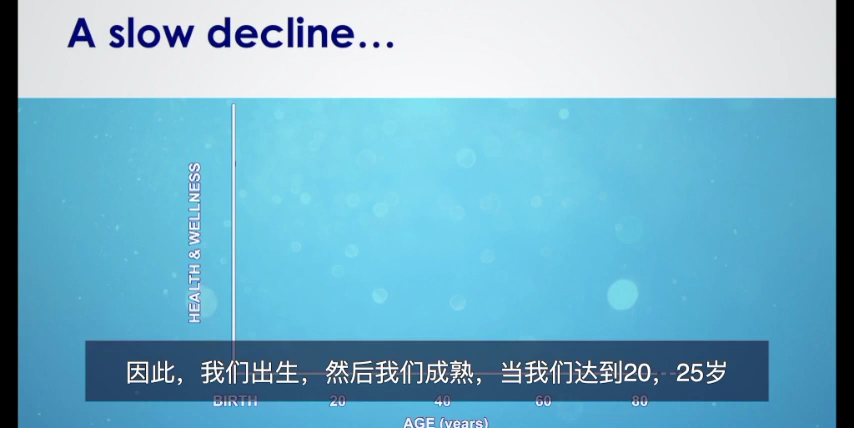 A slow decline…
HEALTH & WELLNESS
因此，我们出生，然后我们成熟，当我们达到20，25岁
BIRTH 20 40 60 80
AGE (years)